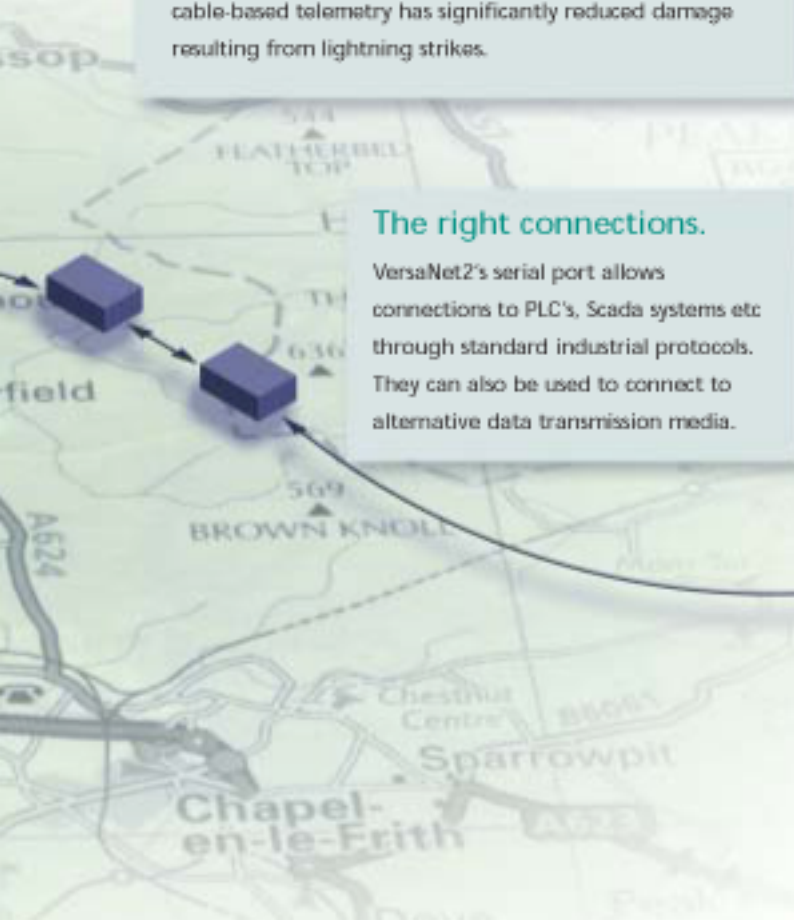 cable-based telemetry has significantly reduced damage
resulting from lightning strikes.
544
FEATHERBED
TOP
The right connections.
VersaNet2's serial port allows
connections to PLC's, Scada systems etc
through standard industrial protocols.
They can also be used to connect to
alternative data transmission media.
636
field
569
BROWN KNOLL
A624
Chestnut
Centre
Sparrowpit
Chapel-
en-le-Frith